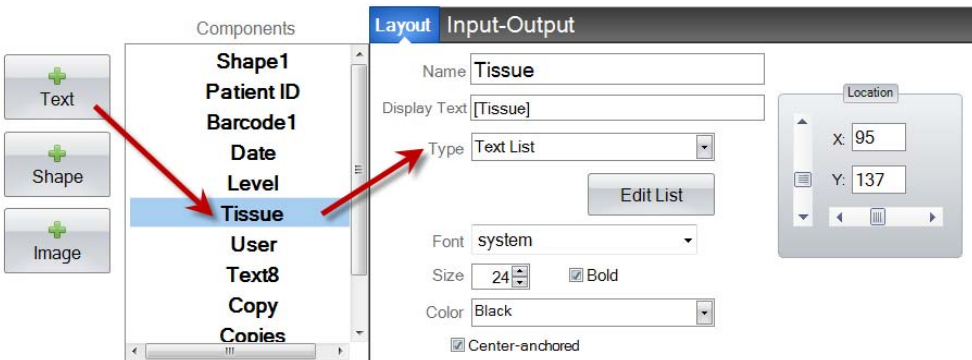 Components
Text
Shape
Image
Shape1
Patient ID
Barcode1
Date
Level
Tissue
User
Text8
Copy
Copies
Layout Input-Output
Name Tissue
Display Text [Tissue]
Type Text List
Edit List
Font system
Size 24 Bold
Color Black
Center-anchored
Location
X: 95
Y: 137